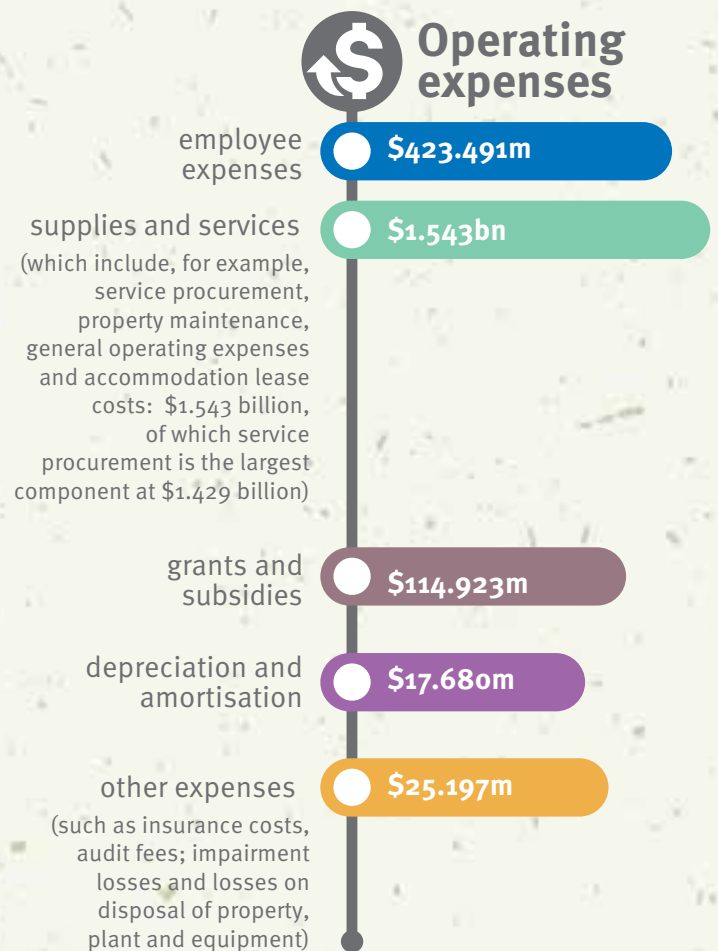 $
Operating
expenses
employee
expenses
$423.491m
supplies and services
$1.543bn
(which include, for example,
service procurement,
property maintenance,
general operating expenses
and accommodation lease
costs: $1.543 billion,
of which service
procurement is the largest
component at $1.429 billion)
grants and
subsidies
$114.923m
depreciation and
amortisation
$17.680m
other expenses
$25.197m
(such as insurance costs,
audit fees; impairment
losses and losses on
disposal of property,
plant and equipment)